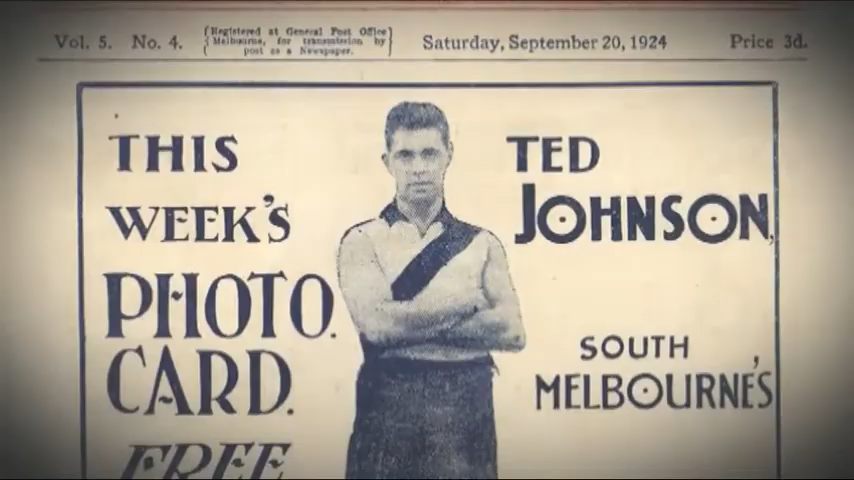 Vol. 5. No. 4. {Registered at General Post Office Melbourne, for transmission by post as a Newspaper.} Saturday, September 20, 1924 Price 3d.
THIS
WEEK'S
PHOTO.
CARD.
FREE
TED
JOHNSON,
SOUTH
MELBOURNE'S